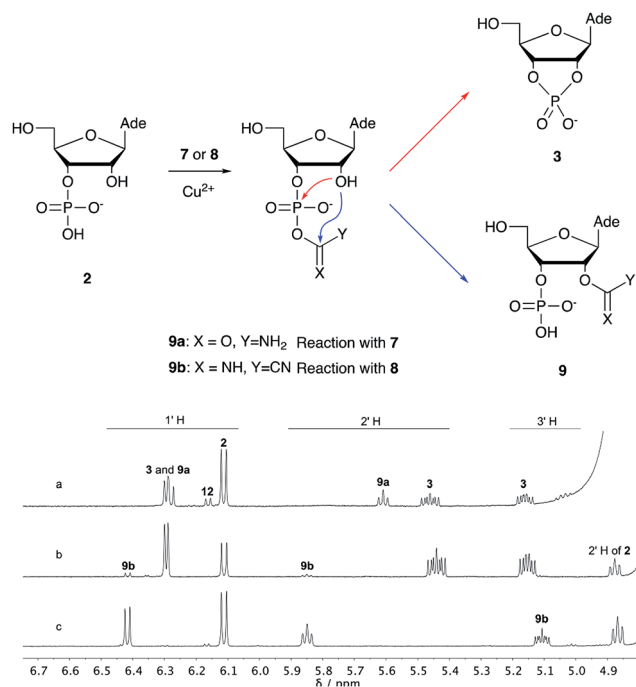 Ade
HO
O
O
O
P
O
O⁻
3
Ade
HO
O
O
OH
O=P–O⁻
OH
2
7 or 8
Cu²⁺
Ade
HO
O
O
OH
O=P–O⁻
O
Y
X
Ade
HO
O
O
O
Y
O=P–O⁻
X
OH
9
9a: X = O, Y=NH₂ Reaction with 7
9b: X = NH, Y=CN Reaction with 8
1' H
2' H
3' H
2
3 and 9a
12
9a
3
3
a
9b
9b
2' H of 2
b
9b
c
6.7 6.6 6.5 6.4 6.3 6.2 6.1 6.0 5.9 5.8 5.7 5.6 5.5 5.4 5.3 5.2 5.1 5.0 4.9
δ / ppm